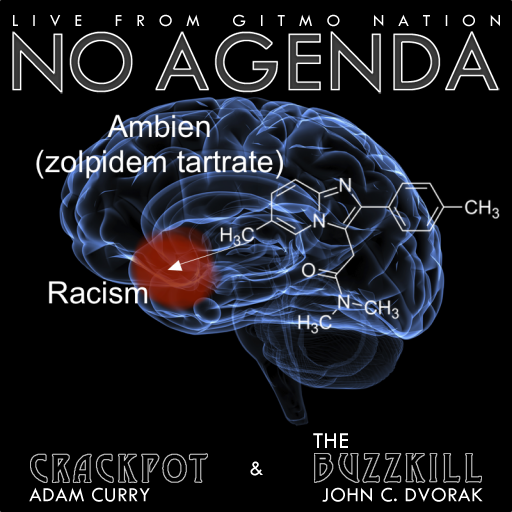 LIVE FROM GITMO NATION
NO AGENDA
Ambien
(zolpidem tartrate)
N
N
CH₃
H₃C
O
Racism
N
CH₃
H₃C
THE
CRACKPOT & BUZZKILL
ADAM CURRY JOHN C. DVORAK